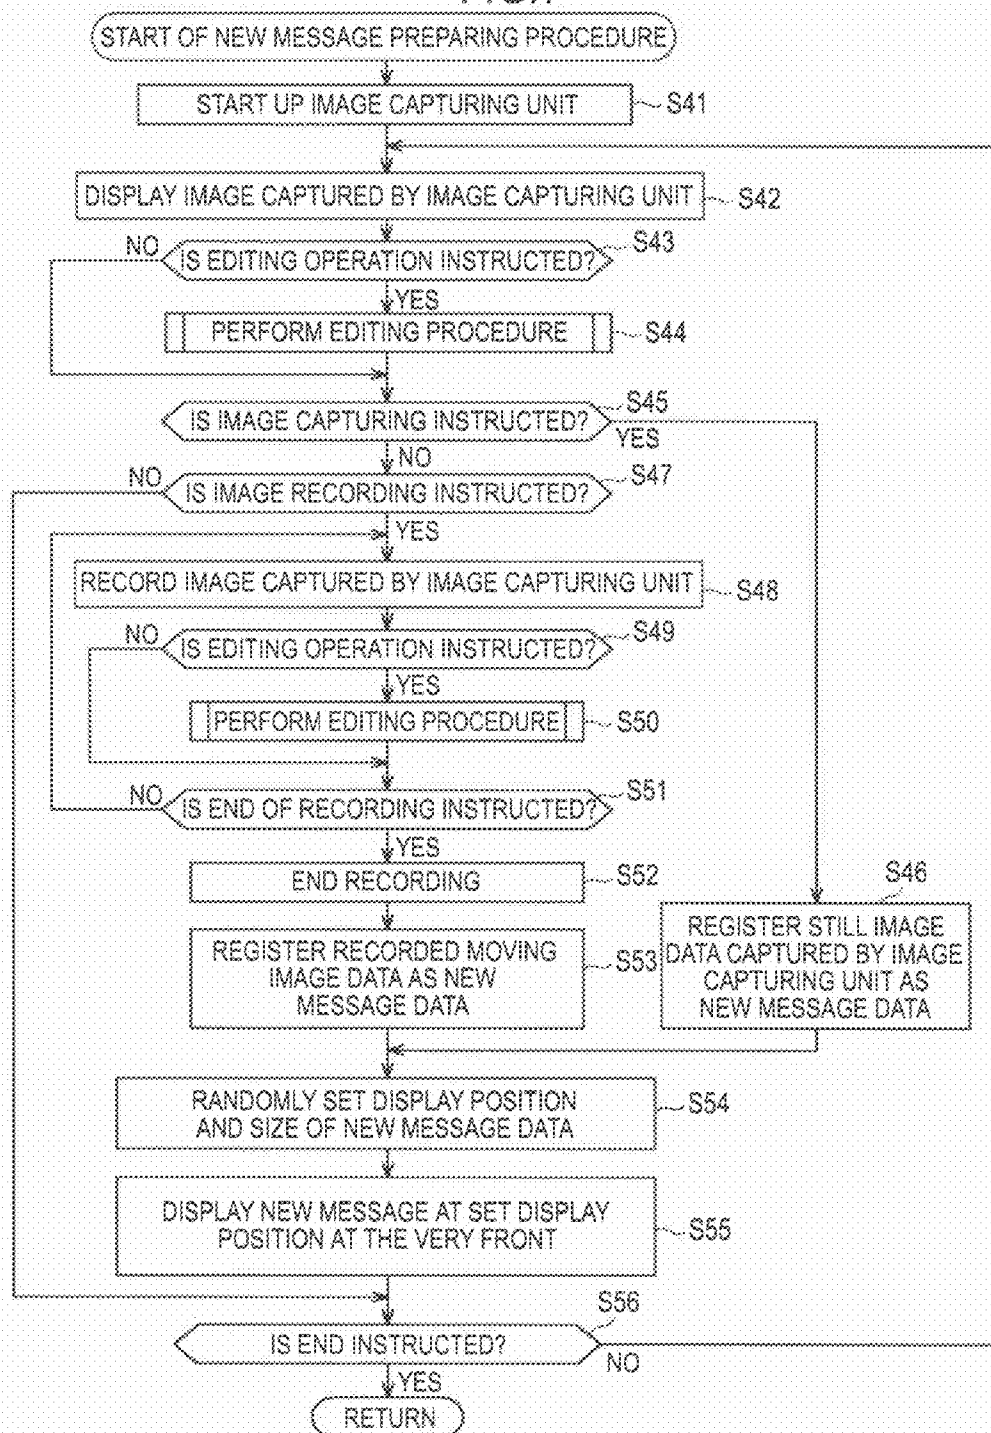 START OF NEW MESSAGE PREPARING PROCEDURE
START UP IMAGE CAPTURING UNIT
S41
DISPLAY IMAGE CAPTURED BY IMAGE CAPTURING UNIT
S42
NO
IS EDITING OPERATION INSTRUCTED?
S43
YES
PERFORM EDITING PROCEDURE
S44
IS IMAGE CAPTURING INSTRUCTED?
S45
YES
NO
NO
IS IMAGE RECORDING INSTRUCTED?
S47
YES
RECORD IMAGE CAPTURED BY IMAGE CAPTURING UNIT
S48
NO
IS EDITING OPERATION INSTRUCTED?
S49
YES
PERFORM EDITING PROCEDURE
S50
NO
IS END OF RECORDING INSTRUCTED?
S51
YES
END RECORDING
S52
S46
REGISTER STILL IMAGE
DATA CAPTURED BY IMAGE
CAPTURING UNIT AS
NEW MESSAGE DATA
REGISTER RECORDED MOVING
IMAGE DATA AS NEW
MESSAGE DATA
S53
RANDOMLY SET DISPLAY POSITION
AND SIZE OF NEW MESSAGE DATA
S54
DISPLAY NEW MESSAGE AT SET DISPLAY
POSITION AT THE VERY FRONT
S55
IS END INSTRUCTED?
S56
NO
YES
RETURN